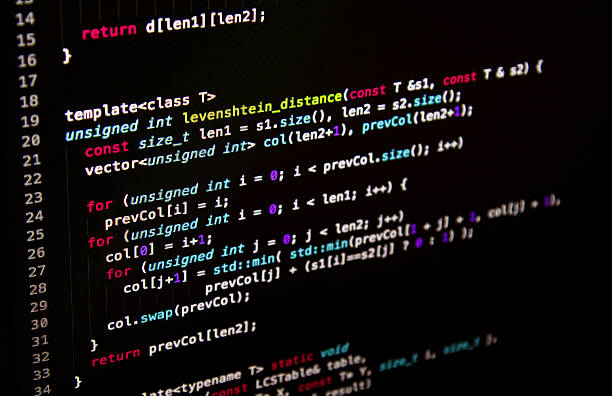 14
15 return d[len1][len2];
16 }
17
18
19 template<class T>
20 unsigned int levenshtein_distance(const T &s1, const T & s2) {
21 const size_t len1 = s1.size(), len2 = s2.size();
22 vector<unsigned int> col(len2+1), prevCol(len2+1);
23
24 for (unsigned int i = 0; i < prevCol.size(); i++)
25 prevCol[i] = i;
26 for (unsigned int i = 0; i < len1; i++) {
27 col[0] = i+1;
28 for (unsigned int j = 0; j < len2; j++)
29 col[j+1] = std::min( std::min(prevCol[1 + j] + 1, col[j] + 1),
30 prevCol[j] + (s1[i]==s2[j] ? 0 : 1) );
31 col.swap(prevCol);
32 }
33 return prevCol[len2];
34 }
late<typename T> static void
(const LCSTable& table,
T* X, const T* Y, size_t i, size_t j,
result)